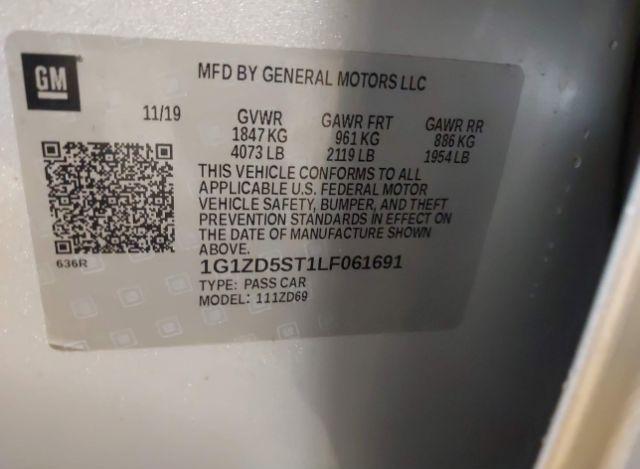 GM
MFD BY GENERAL MOTORS LLC
11/19 GVWR GAWR FRT GAWR RR
1847 KG 961 KG 886 KG
4073 LB 2119 LB 1954 LB
THIS VEHICLE CONFORMS TO ALL
APPLICABLE U.S. FEDERAL MOTOR
VEHICLE SAFETY, BUMPER, AND THEFT
PREVENTION STANDARDS IN EFFECT ON
THE DATE OF MANUFACTURE SHOWN
ABOVE.
636R
1G1ZD5ST1LF061691
TYPE: PASS CAR
MODEL: 111ZD69